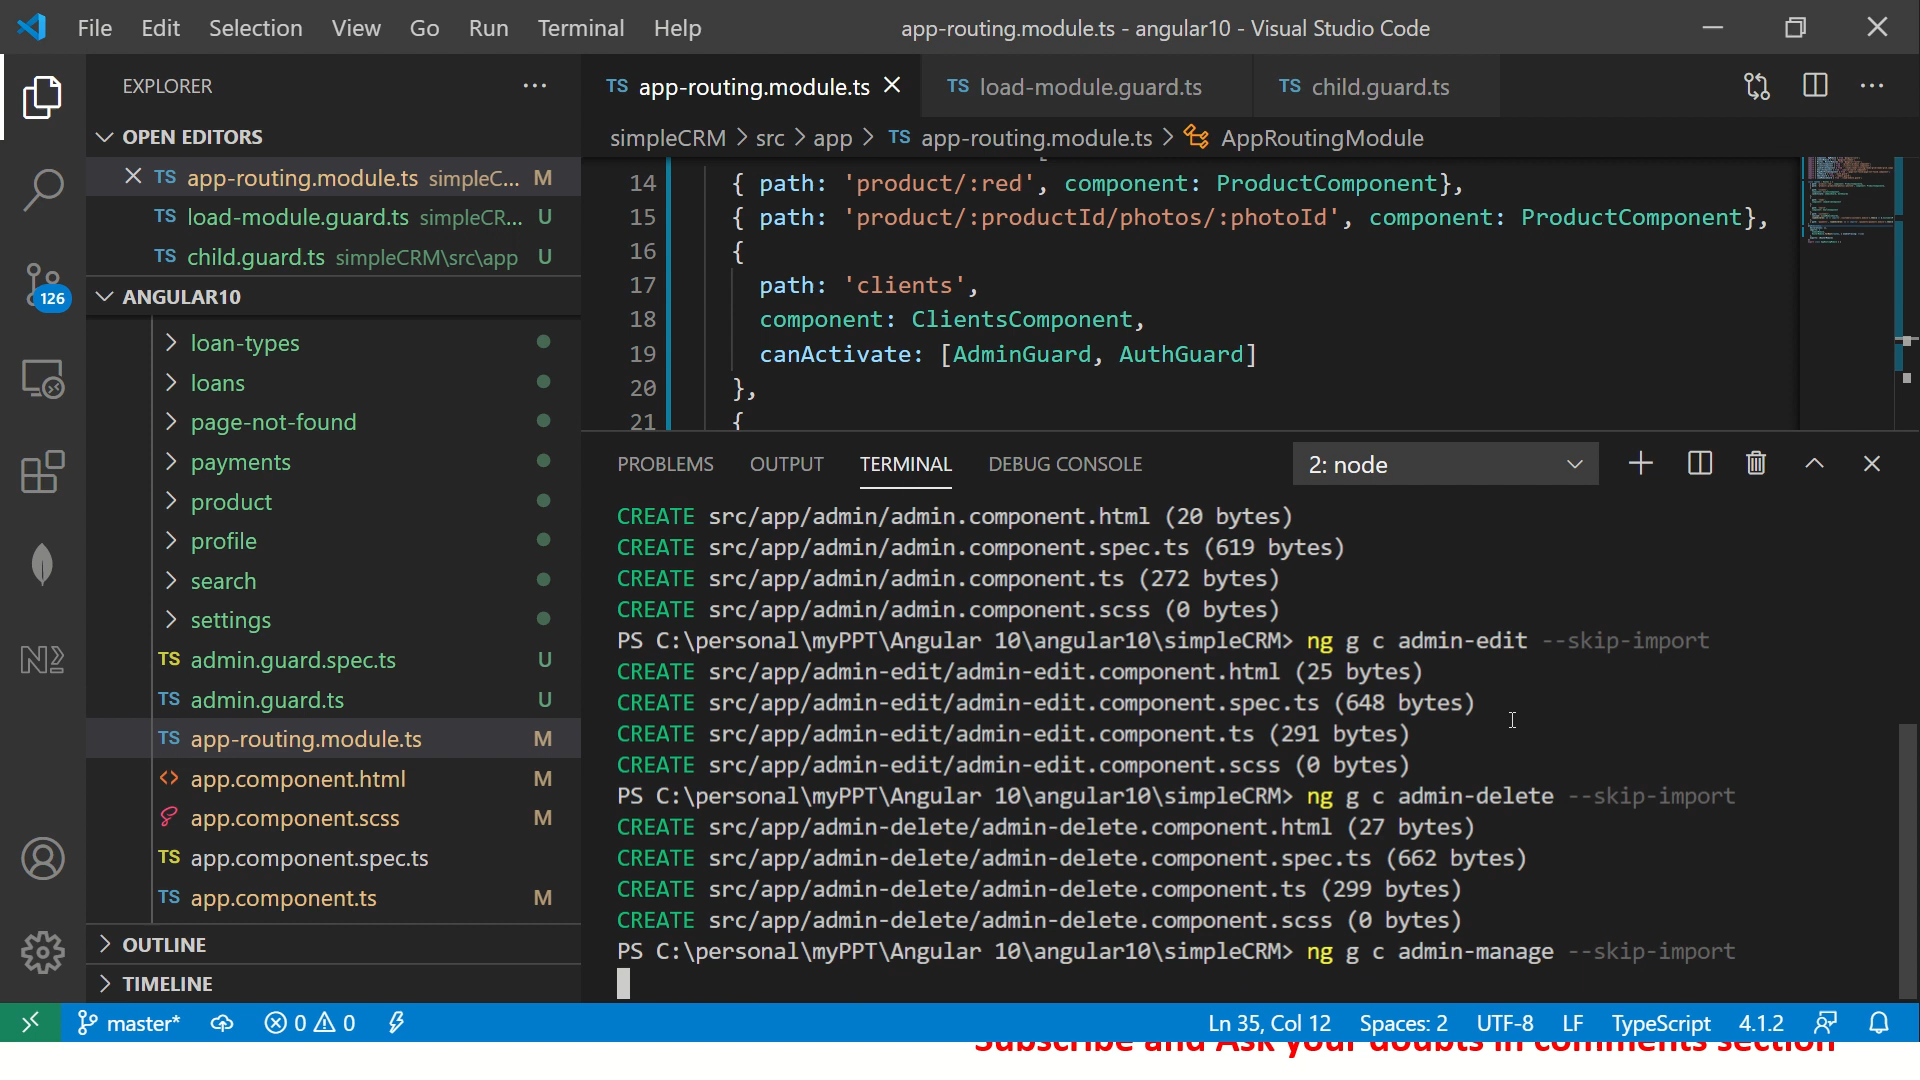 File Edit Selection View Go Run Terminal Help app-routing.module.ts - angular10 - Visual Studio Code
EXPLORER
OPEN EDITORS
TS app-routing.module.ts simpleC... M
TS load-module.guard.ts simpleCR... U
TS child.guard.ts simpleCRM\src\app U
126
ANGULAR10
loan-types
loans
page-not-found
payments
product
profile
search
settings
TS admin.guard.spec.ts U
TS admin.guard.ts U
TS app-routing.module.ts M
<> app.component.html M
app.component.scss M
TS app.component.spec.ts
TS app.component.ts M
OUTLINE
TIMELINE
TS app-routing.module.ts TS load-module.guard.ts TS child.guard.ts
simpleCRM > src > app > TS app-routing.module.ts > AppRoutingModule
14 { path: 'product/:red', component: ProductComponent},
15 { path: 'product/:productId/photos/:photoId', component: ProductComponent},
16 {
17 path: 'clients',
18 component: ClientsComponent,
19 canActivate: [AdminGuard, AuthGuard]
20 },
21 {
PROBLEMS OUTPUT TERMINAL DEBUG CONSOLE 2: node
CREATE src/app/admin/admin.component.html (20 bytes)
CREATE src/app/admin/admin.component.spec.ts (619 bytes)
CREATE src/app/admin/admin.component.ts (272 bytes)
CREATE src/app/admin/admin.component.scss (0 bytes)
PS C:\personal\myPPT\Angular 10\angular10\simpleCRM> ng g c admin-edit --skip-import
CREATE src/app/admin-edit/admin-edit.component.html (25 bytes)
CREATE src/app/admin-edit/admin-edit.component.spec.ts (648 bytes)
CREATE src/app/admin-edit/admin-edit.component.ts (291 bytes)
CREATE src/app/admin-edit/admin-edit.component.scss (0 bytes)
PS C:\personal\myPPT\Angular 10\angular10\simpleCRM> ng g c admin-delete --skip-import
CREATE src/app/admin-delete/admin-delete.component.html (27 bytes)
CREATE src/app/admin-delete/admin-delete.component.spec.ts (662 bytes)
CREATE src/app/admin-delete/admin-delete.component.ts (299 bytes)
CREATE src/app/admin-delete/admin-delete.component.scss (0 bytes)
PS C:\personal\myPPT\Angular 10\angular10\simpleCRM> ng g c admin-manage --skip-import
master* 0 0 Ln 35, Col 12 Spaces: 2 UTF-8 LF TypeScript 4.1.2
Subscribe and Ask your doubts in comments section